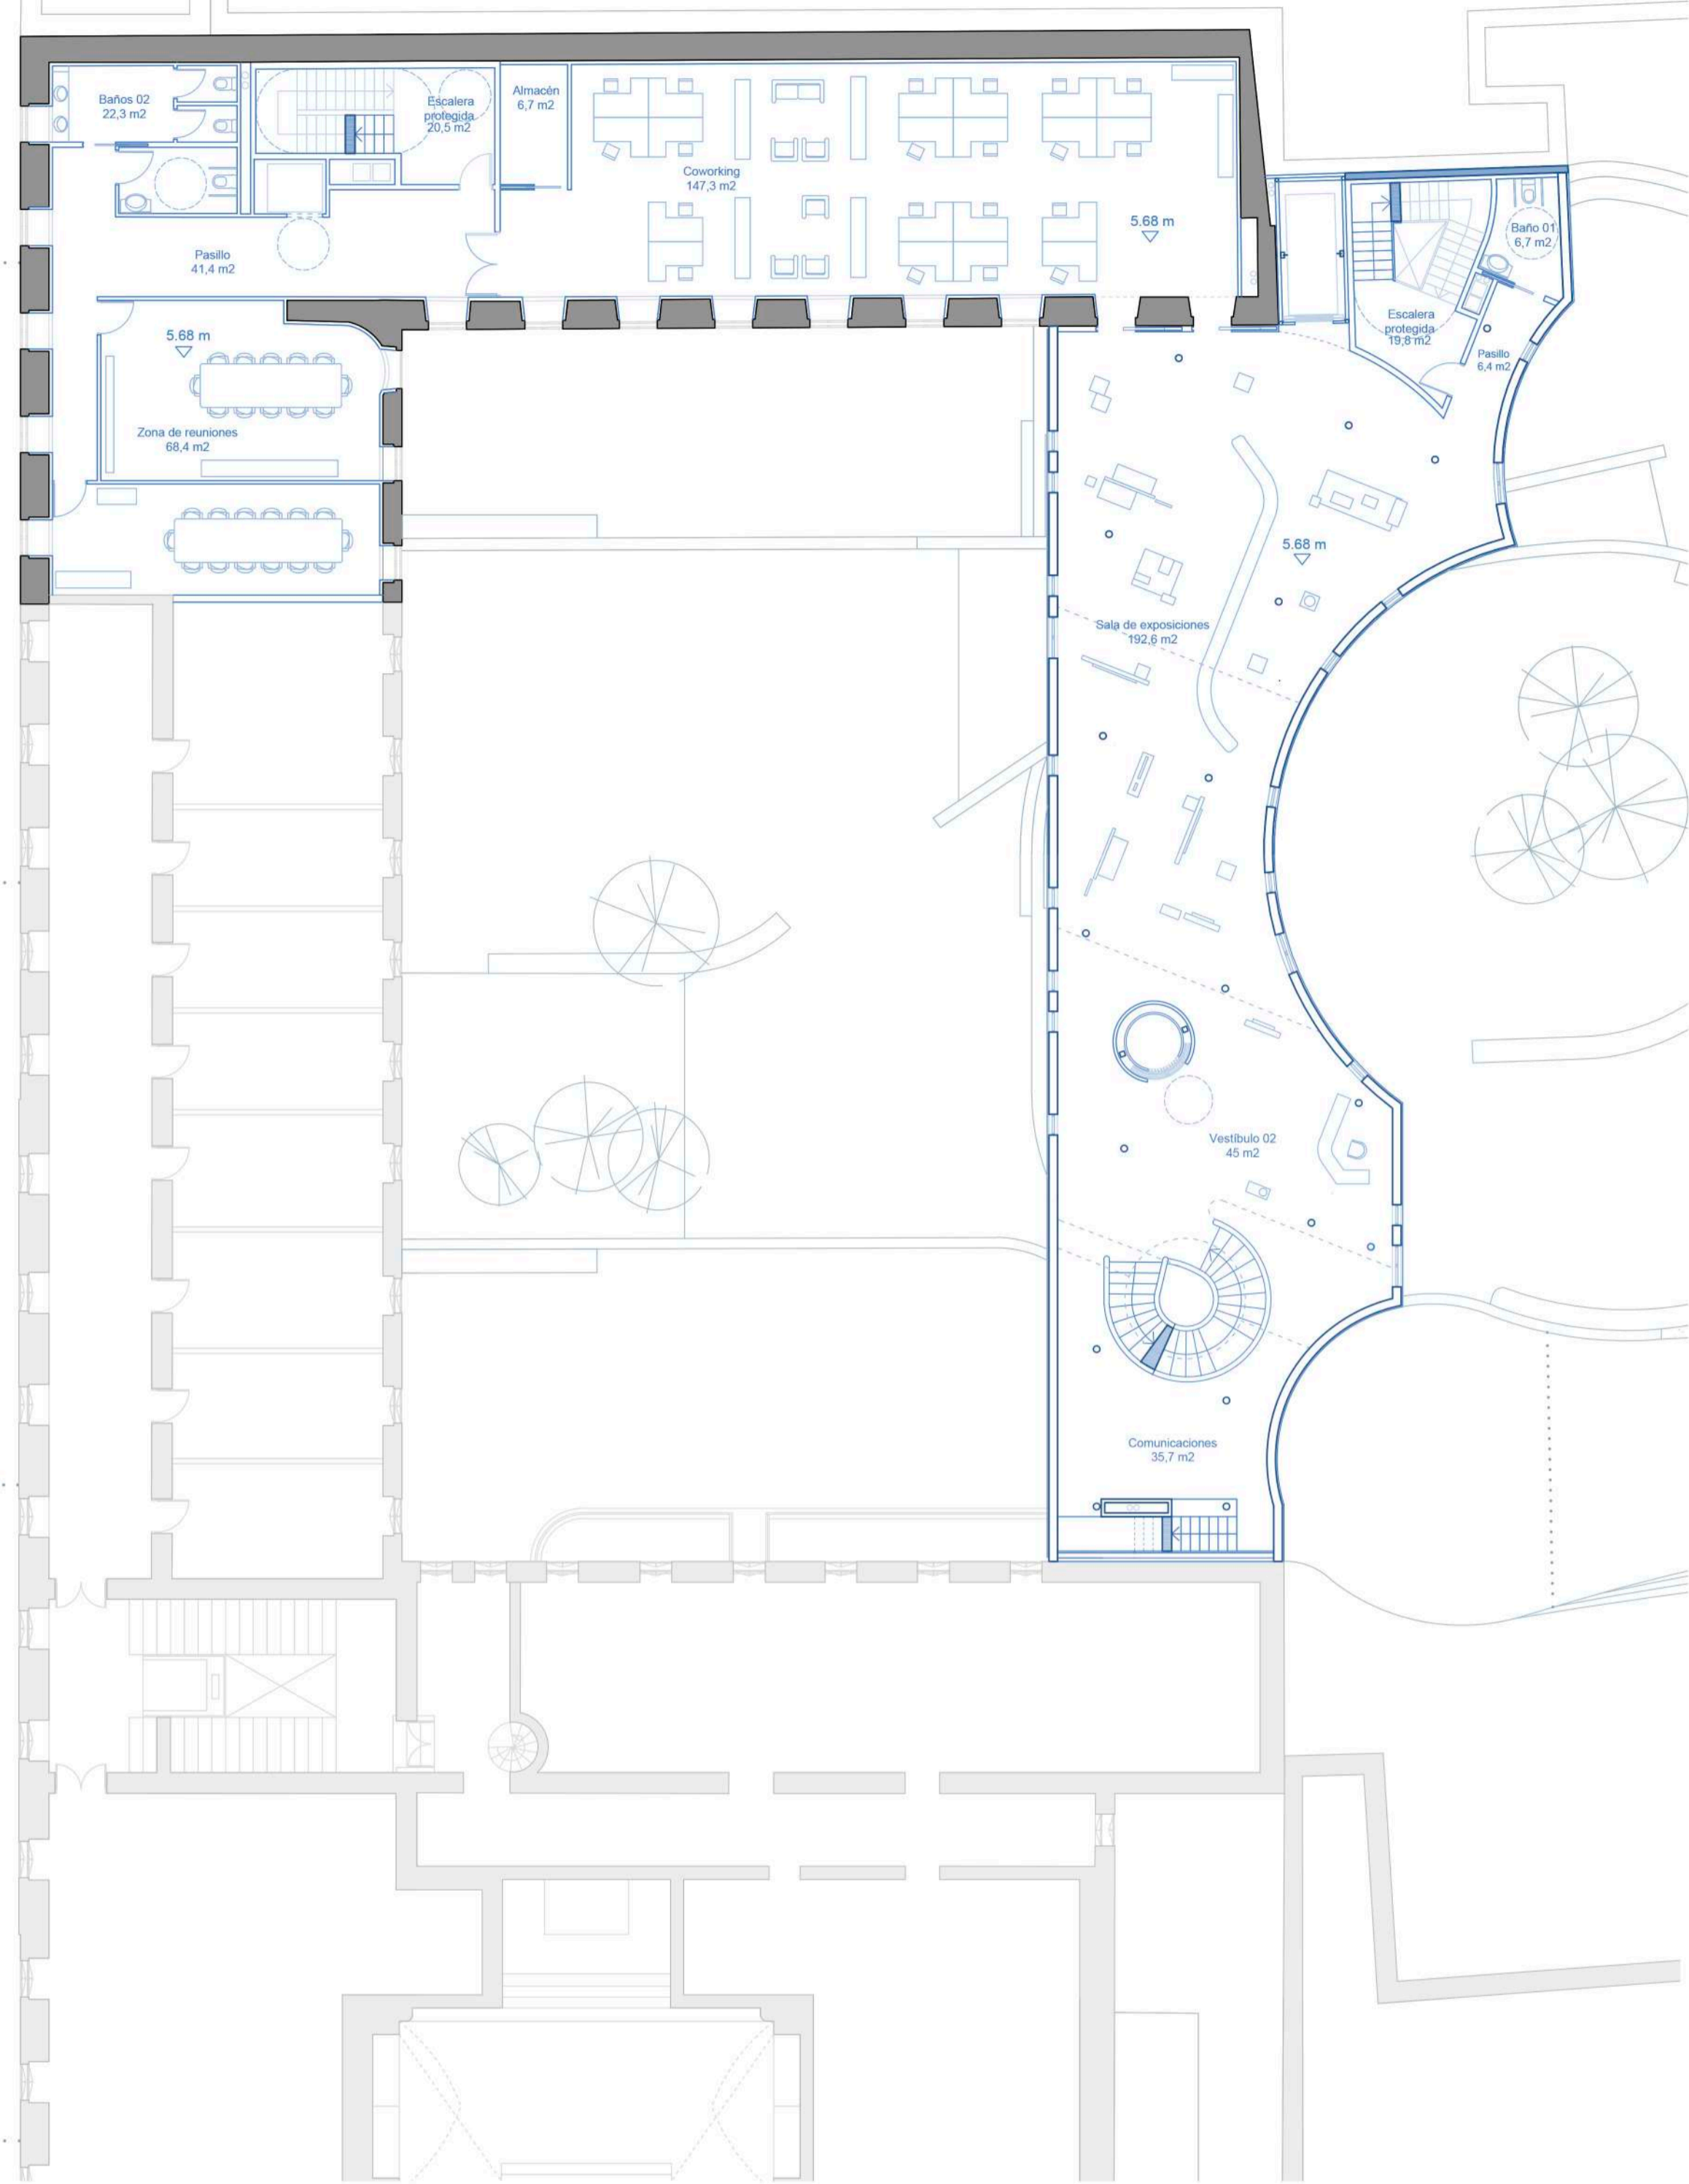 Baños 02
22,3 m2
Escalera
protegida
20,5 m2
Almacén
6,7 m2
Coworking
147,3 m2
5.68 m
Baño 01
6,7 m2
Pasillo
41,4 m2
Escalera
protegida
19,8 m2
Pasillo
6,4 m2
5.68 m
Zona de reuniones
68,4 m2
5.68 m
Sala de exposiciones
192,6 m2
Vestíbulo 02
45 m2
Comunicaciones
35,7 m2